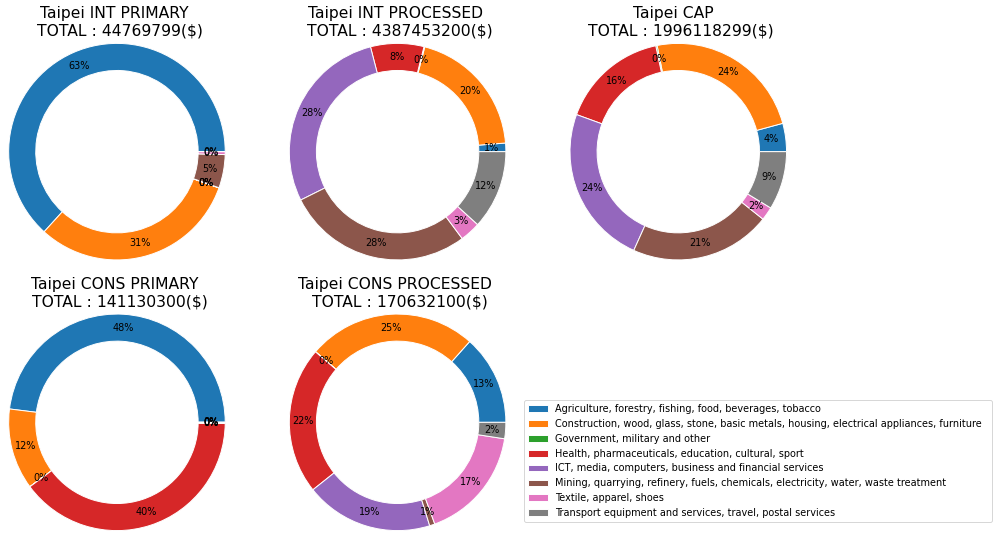 Taipei INT PRIMARY
TOTAL : 44769799($)
63%
0%
0%
5%
0%
0%
31%
Taipei INT PROCESSED
TOTAL : 4387453200($)
8%
0%
20%
28%
1%
12%
3%
28%
Taipei CAP
TOTAL : 1996118299($)
0%
24%
16%
4%
9%
24%
2%
21%
Taipei CONS PRIMARY
TOTAL : 141130300($)
48%
0%
0%
12%
0%
40%
Taipei CONS PROCESSED
TOTAL : 170632100($)
25%
0%
13%
22%
2%
17%
19%
1%
Agriculture, forestry, fishing, food, beverages, tobacco
Construction, wood, glass, stone, basic metals, housing, electrical appliances, furniture
Government, military and other
Health, pharmaceuticals, education, cultural, sport
ICT, media, computers, business and financial services
Mining, quarrying, refinery, fuels, chemicals, electricity, water, waste treatment
Textile, apparel, shoes
Transport equipment and services, travel, postal services